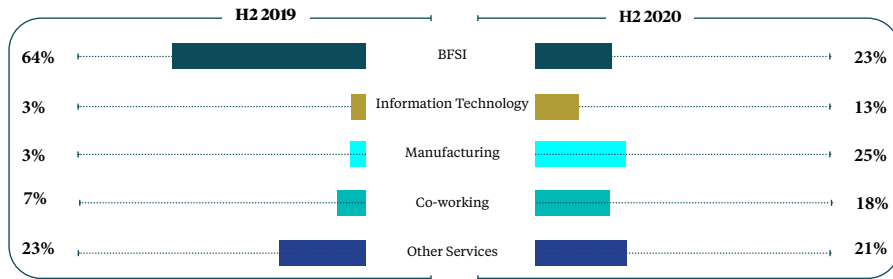 H2 2019 H2 2020
64% BFSI 23%
3% Information Technology 13%
3% Manufacturing 25%
7% Co-working 18%
23% Other Services 21%